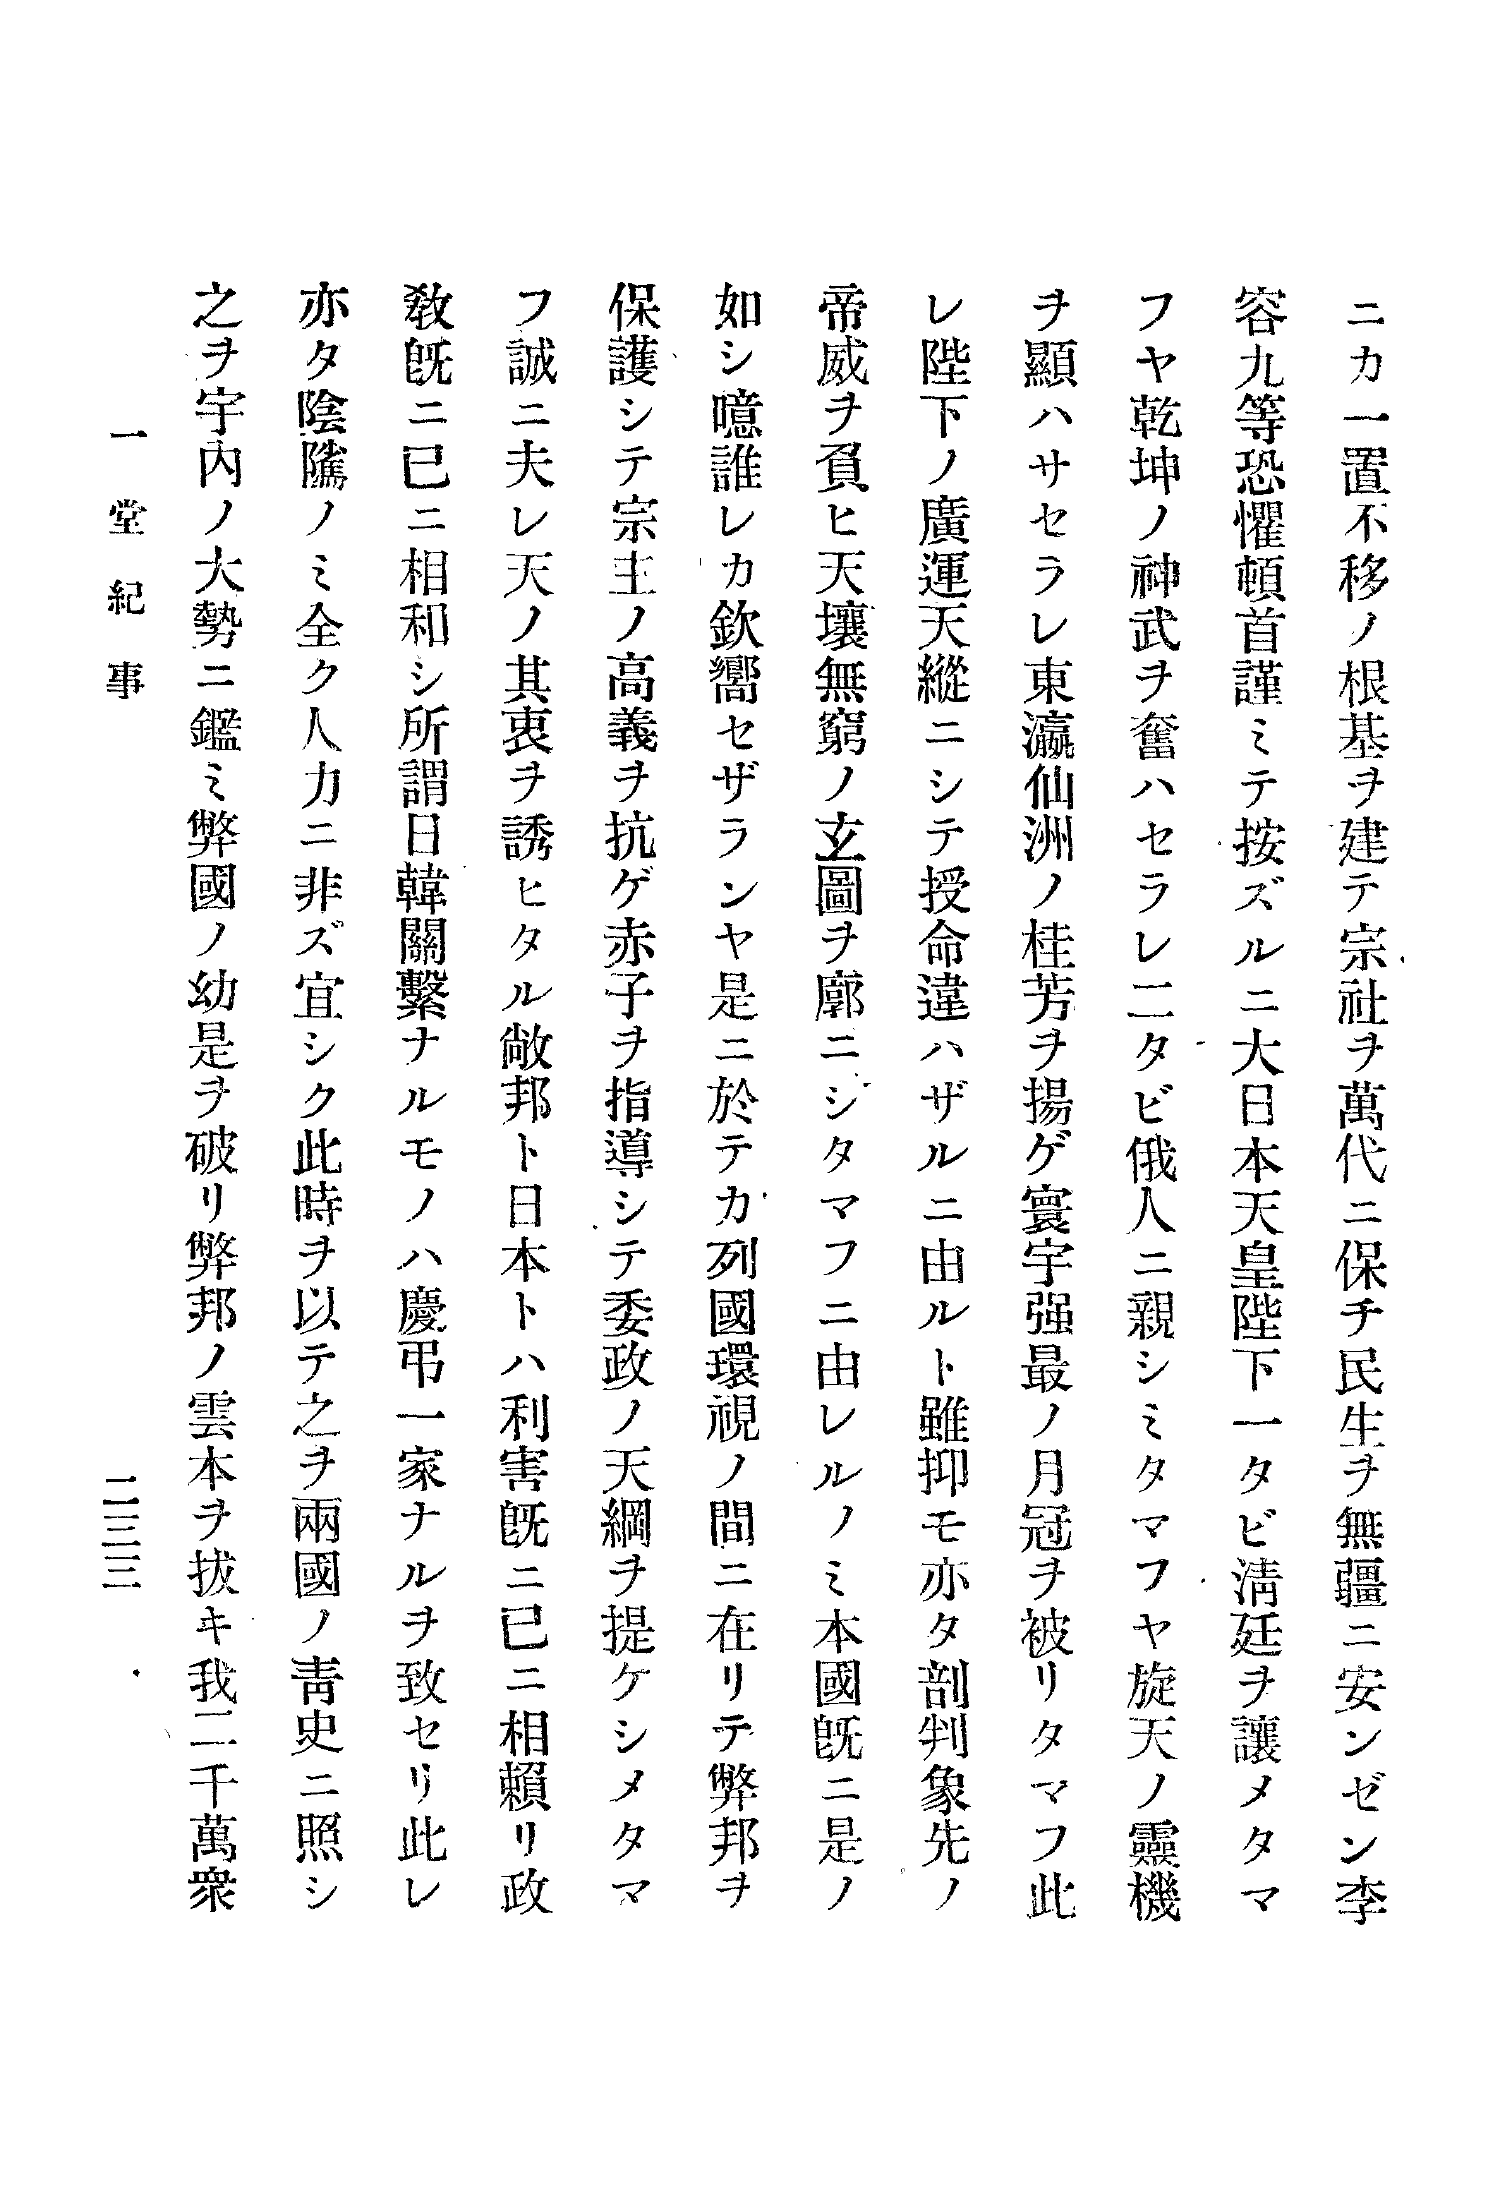 ニカ一置不移ノ根基ヲ建テ宗社ヲ萬代ニ保チ民生ヲ無疆ニ安ンゼン李
容九等恐懼頓首謹ミテ按ズルニ大日本天皇陛下一タビ淸廷ヲ讓メタマ
フヤ乾坤ノ神武ヲ奮ハセラレ二タビ俄人ニ親シミタマフヤ旋天ノ靈機
ヲ顯ハサセラレ東瀛仙洲ノ桂芳ヲ揚ゲ寰宇强最ノ月冠ヲ被リタマフ此
レ陛下ノ廣運天縱ニシテ授命違ハザルニ由ルト雖抑モ亦タ剖判象先ノ
帝威ヲ負ヒ天壤無窮ノ玄圖ヲ廓ニシタマフニ由レルノミ本國旣ニ是ノ
如シ噫誰レカ欽嚮セザランヤ是ニ於テカ列國環視ノ間ニ在リテ弊邦ヲ
保護シテ宗主ノ高義ヲ抗ゲ赤子ヲ指導シテ委政ノ天綱ヲ提ケシメタマ
フ誠ニ夫レ天ノ其衷ヲ誘ヒタル敞邦ト日本トハ利害旣ニ已ニ相賴リ政
敎旣ニ已ニ相和シ所謂日韓關繫ナルモノハ慶弔一家ナルヲ致セリ此レ
亦タ陰隲ノミ全ク人力ニ非ズ宜シク此時ヲ以テ之ヲ兩國ノ靑史ニ照シ
之ヲ宇内ノ大勢ニ鑑ミ弊國ノ幼是ヲ破リ弊邦ノ雲本ヲ拔キ我二千萬衆
一堂紀事
二三三